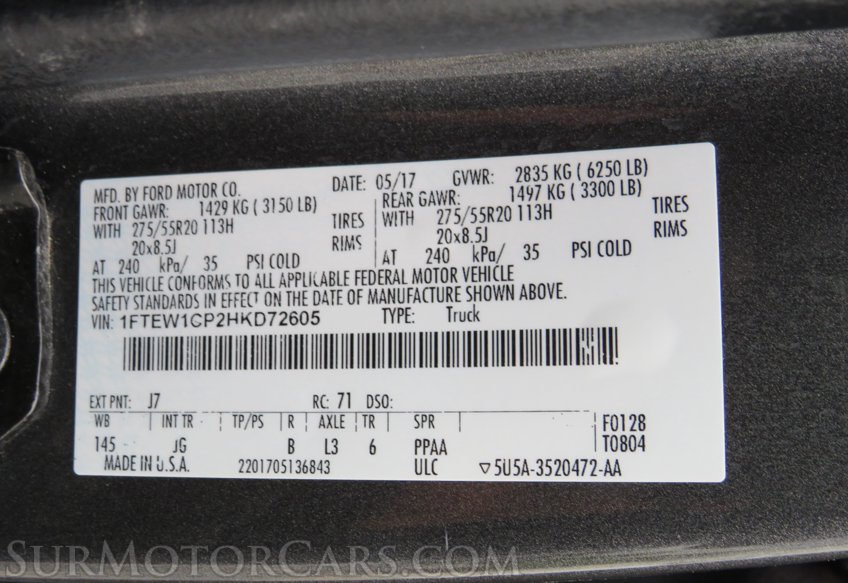 MFD. BY FORD MOTOR CO. DATE: 05/17 GVWR: 2835 KG ( 6250 LB)
FRONT GAWR: 1429 KG ( 3150 LB) REAR GAWR: 1497 KG ( 3300 LB)
WITH 275/55R20 113H TIRES WITH 275/55R20 113H TIRES
20x8.5J RIMS 20x8.5J RIMS
AT 240 kPa/ 35 PSI COLD AT 240 kPa/ 35 PSI COLD
THIS VEHICLE CONFORMS TO ALL APPLICABLE FEDERAL MOTOR VEHICLE
SAFETY STANDARDS IN EFFECT ON THE DATE OF MANUFACTURE SHOWN ABOVE.
VIN: 1FTEW1CP2HKD72605 TYPE: Truck
EXT PNT: J7 RC: 71 DSO:
WB INT TR TP/PS R AXLE TR SPR F0128
145 JG B L3 6 PPAA T0804
MADE IN U.S.A. 2201705136843 ULC ▽5U5A-3520472-AA
SurMotorCars.com